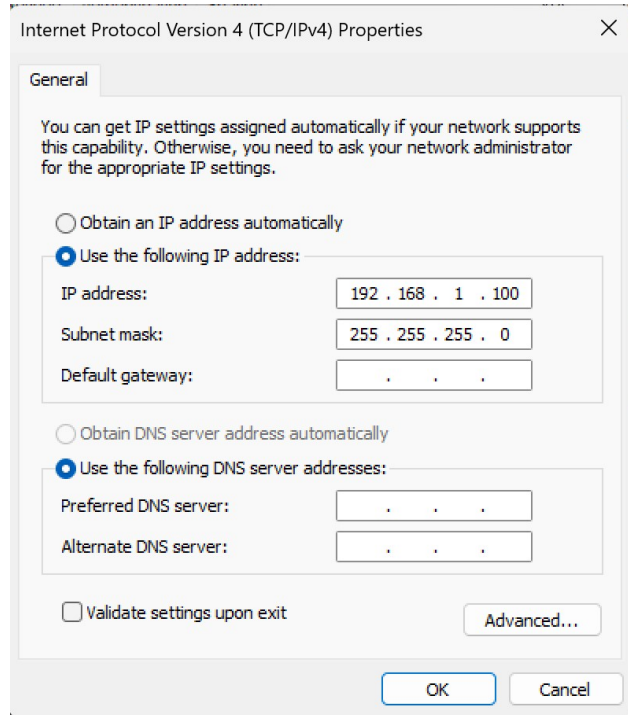 Internet Protocol Version 4 (TCP/IPv4) Properties
General
You can get IP settings assigned automatically if your network supports
this capability. Otherwise, you need to ask your network administrator
for the appropriate IP settings.
Obtain an IP address automatically
Use the following IP address:
IP address: 192 . 168 . 1 . 100
Subnet mask: 255 . 255 . 255 . 0
Default gateway: . . .
Obtain DNS server address automatically
Use the following DNS server addresses:
Preferred DNS server: . . .
Alternate DNS server: . . .
Validate settings upon exit
Advanced...
OK Cancel